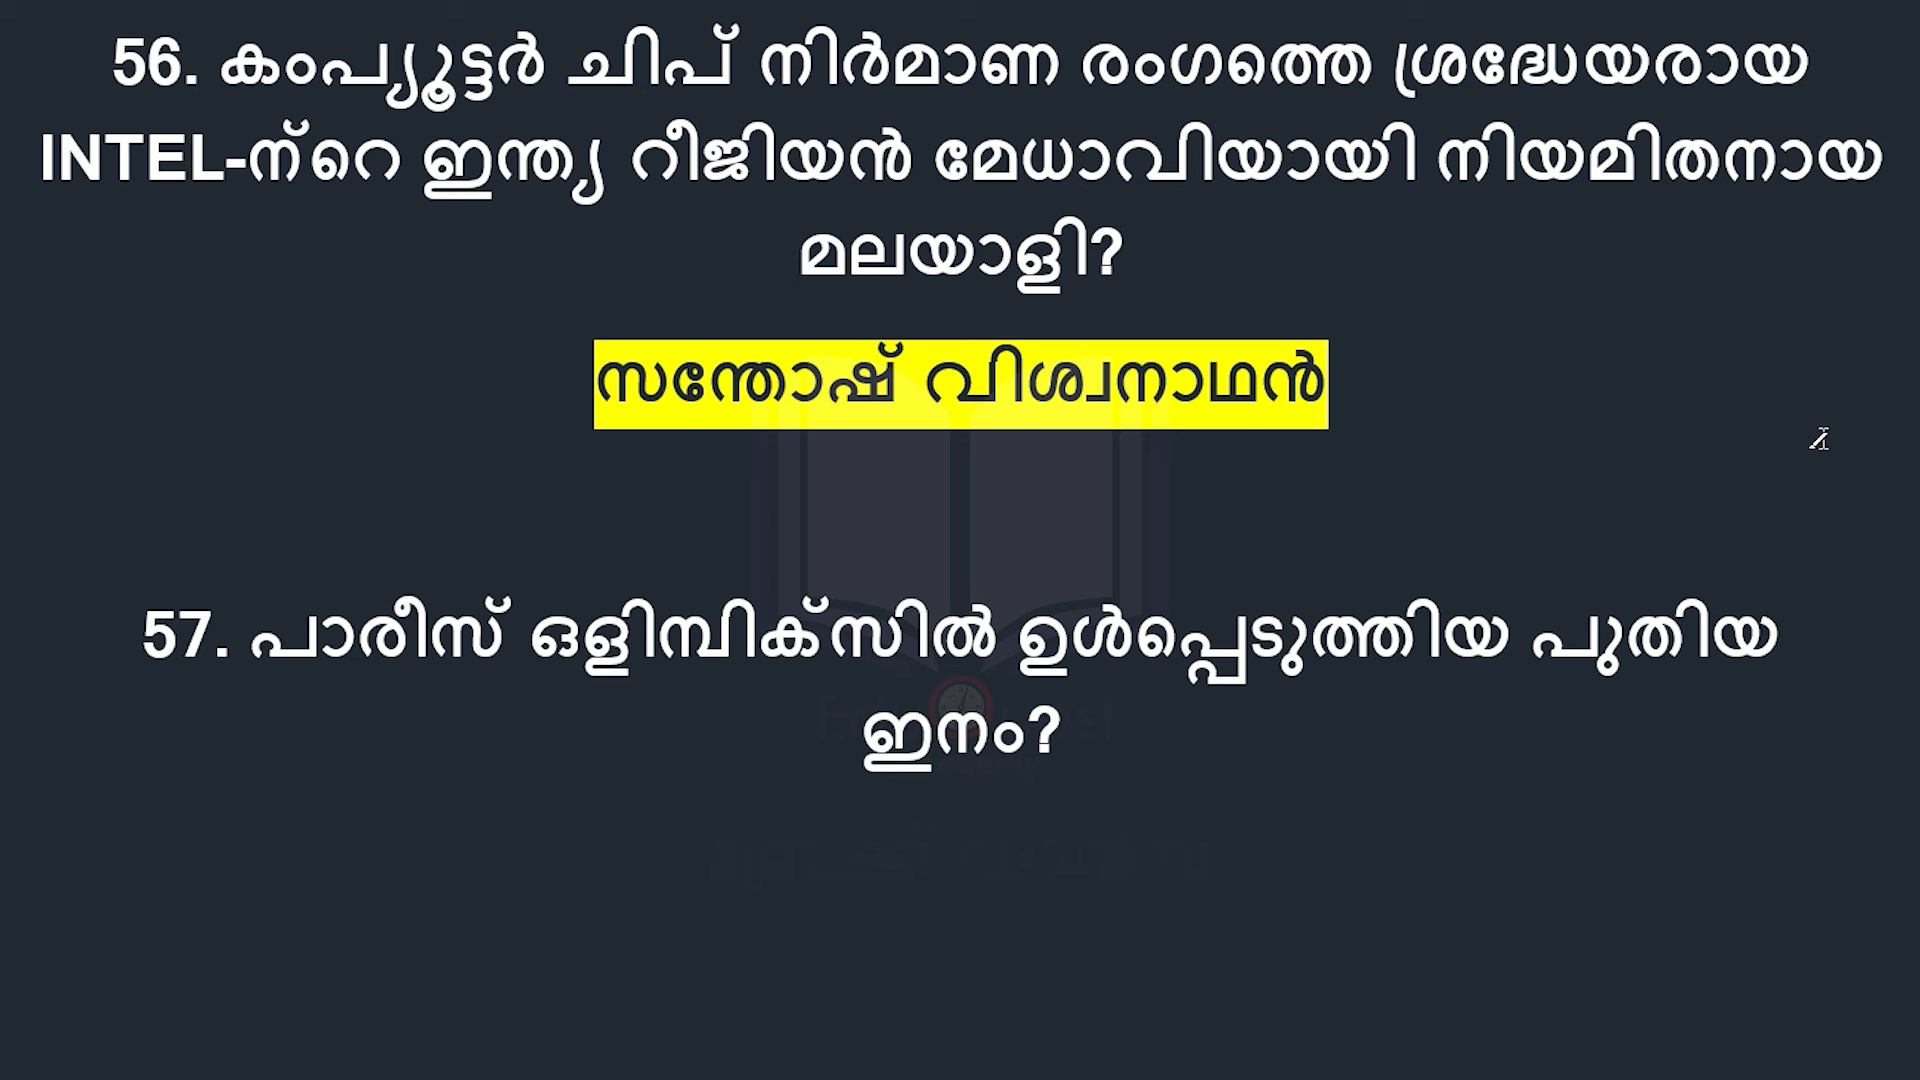 56. കംപ്യൂട്ടർ ചിപ് നിർമാണ രംഗത്തെ ശ്രദ്ധേയരായ
INTEL-ന്റെ ഇന്ത്യ റീജിയൻ മേധാവിയായി നിയമിതനായ
മലയാളി?
സന്തോഷ് വിശ്വനാഥൻ
57. പാരീസ് ഒളിമ്പിക്സിൽ ഉൾപ്പെടുത്തിയ പുതിയ
ഇനം?